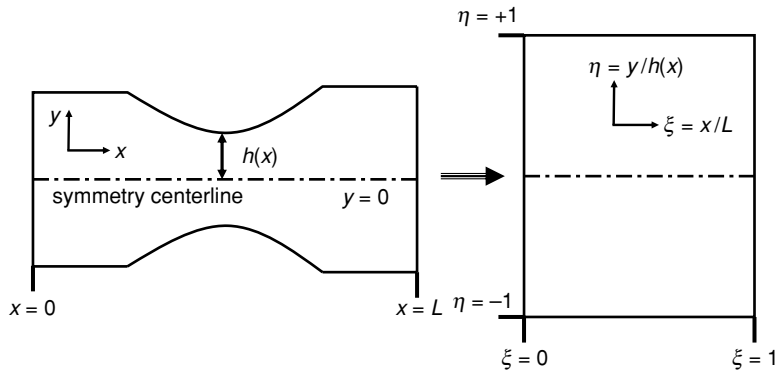 η = +1
η = y/h(x)
y
x
h(x)
ξ = x/L
symmetry centerline
y = 0
x = 0
x = L
η = −1
ξ = 0
ξ = 1